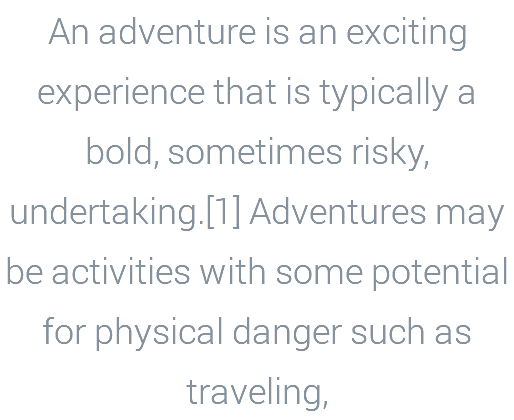 An adventure is an exciting
experience that is typically a
bold, sometimes risky,
undertaking.[1] Adventures may
be activities with some potential
for physical danger such as
traveling,